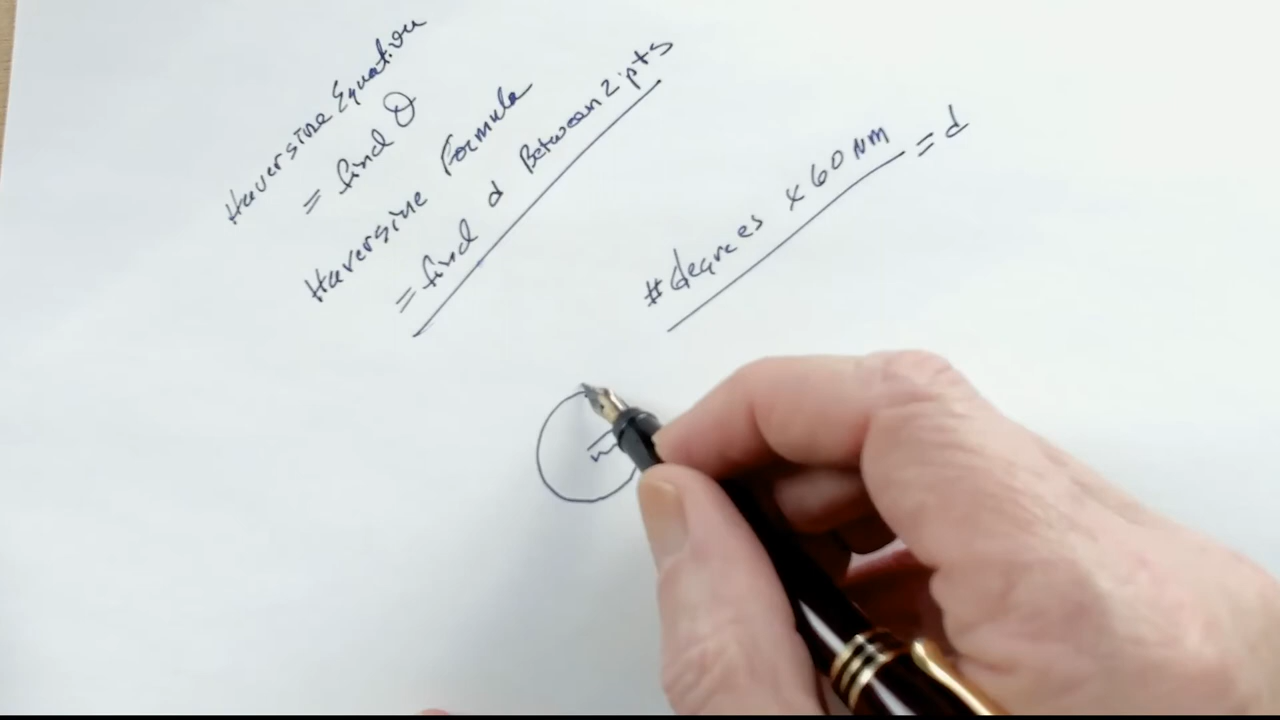 Haversine Equation
= find θ
Haversine Formula
= find d Between 2 pts
#degrees x 60 NM = d